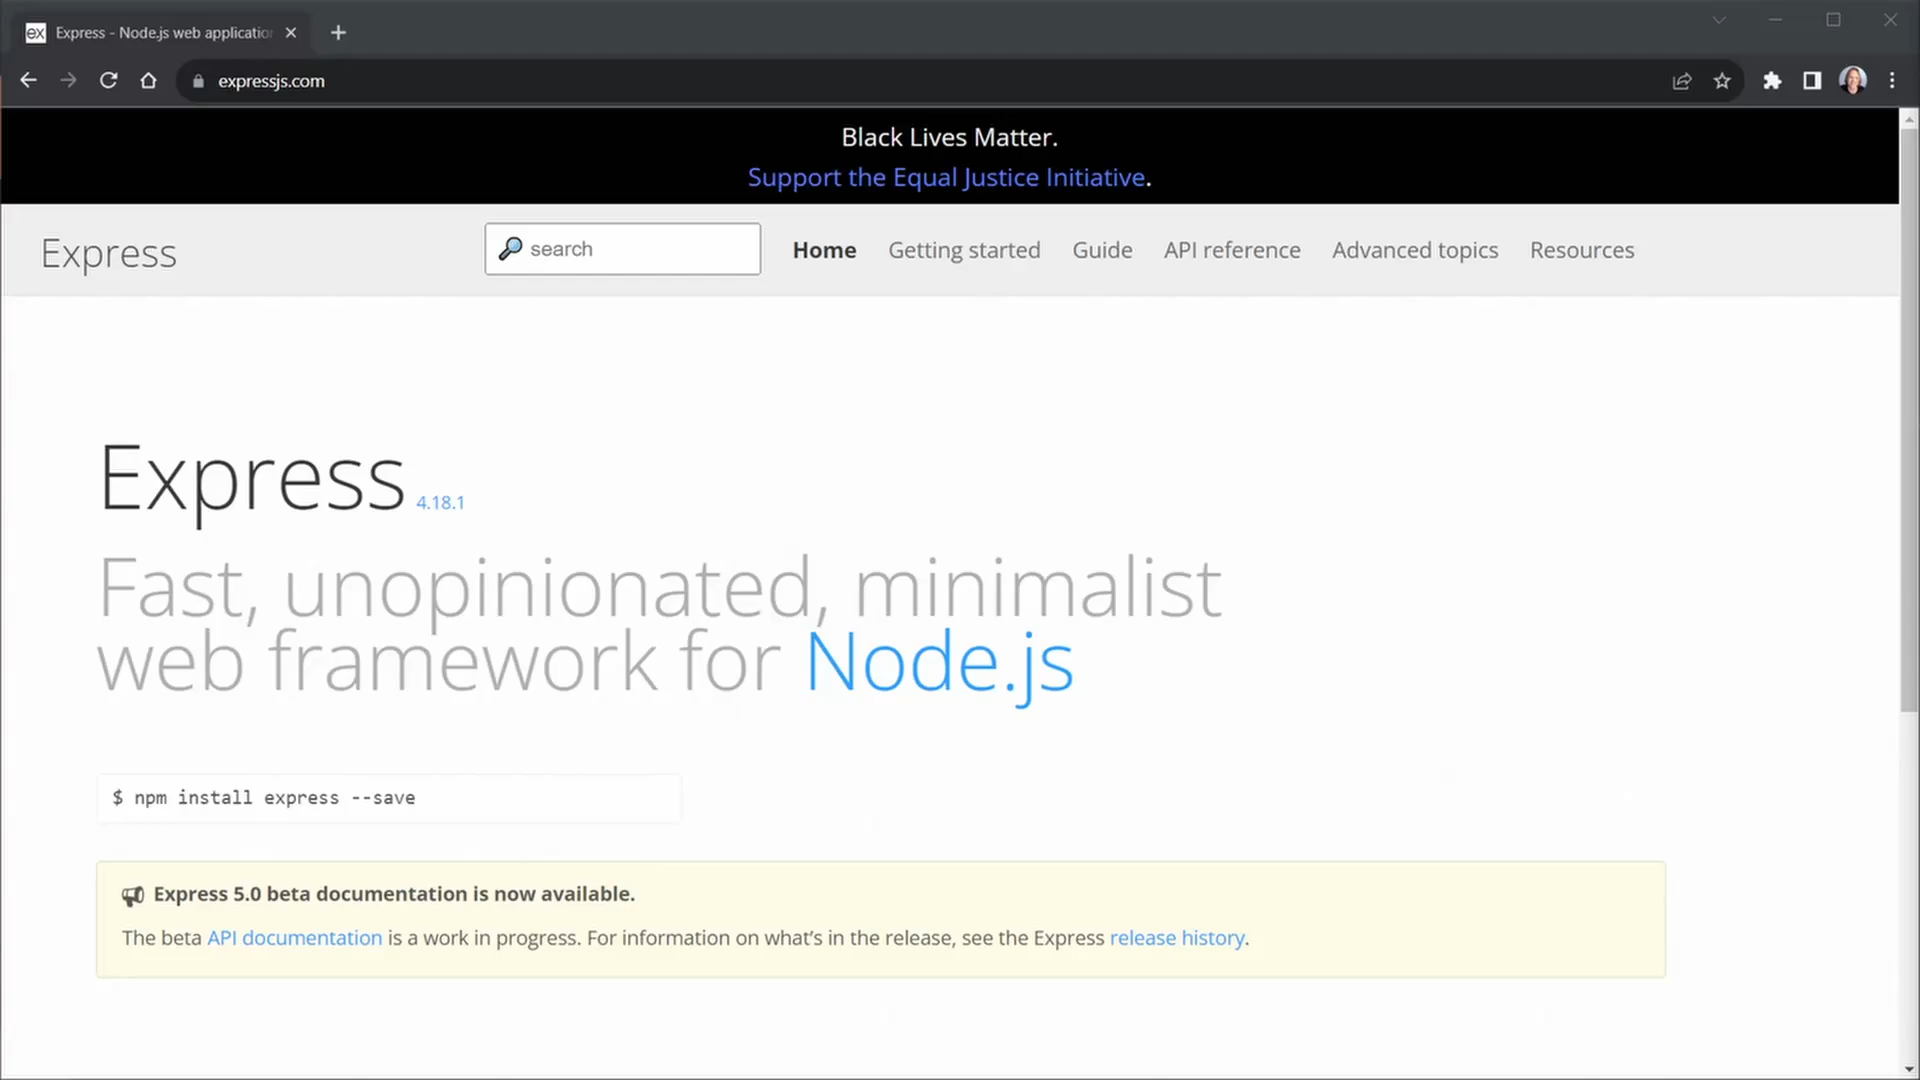 ex Express - Node.js web applicatio
expressjs.com
Black Lives Matter.
Support the Equal Justice Initiative.
Express
search
Home Getting started Guide API reference Advanced topics Resources
Express 4.18.1
Fast, unopinionated, minimalist
web framework for Node.js
$ npm install express --save
Express 5.0 beta documentation is now available.
The beta API documentation is a work in progress. For information on what’s in the release, see the Express release history.